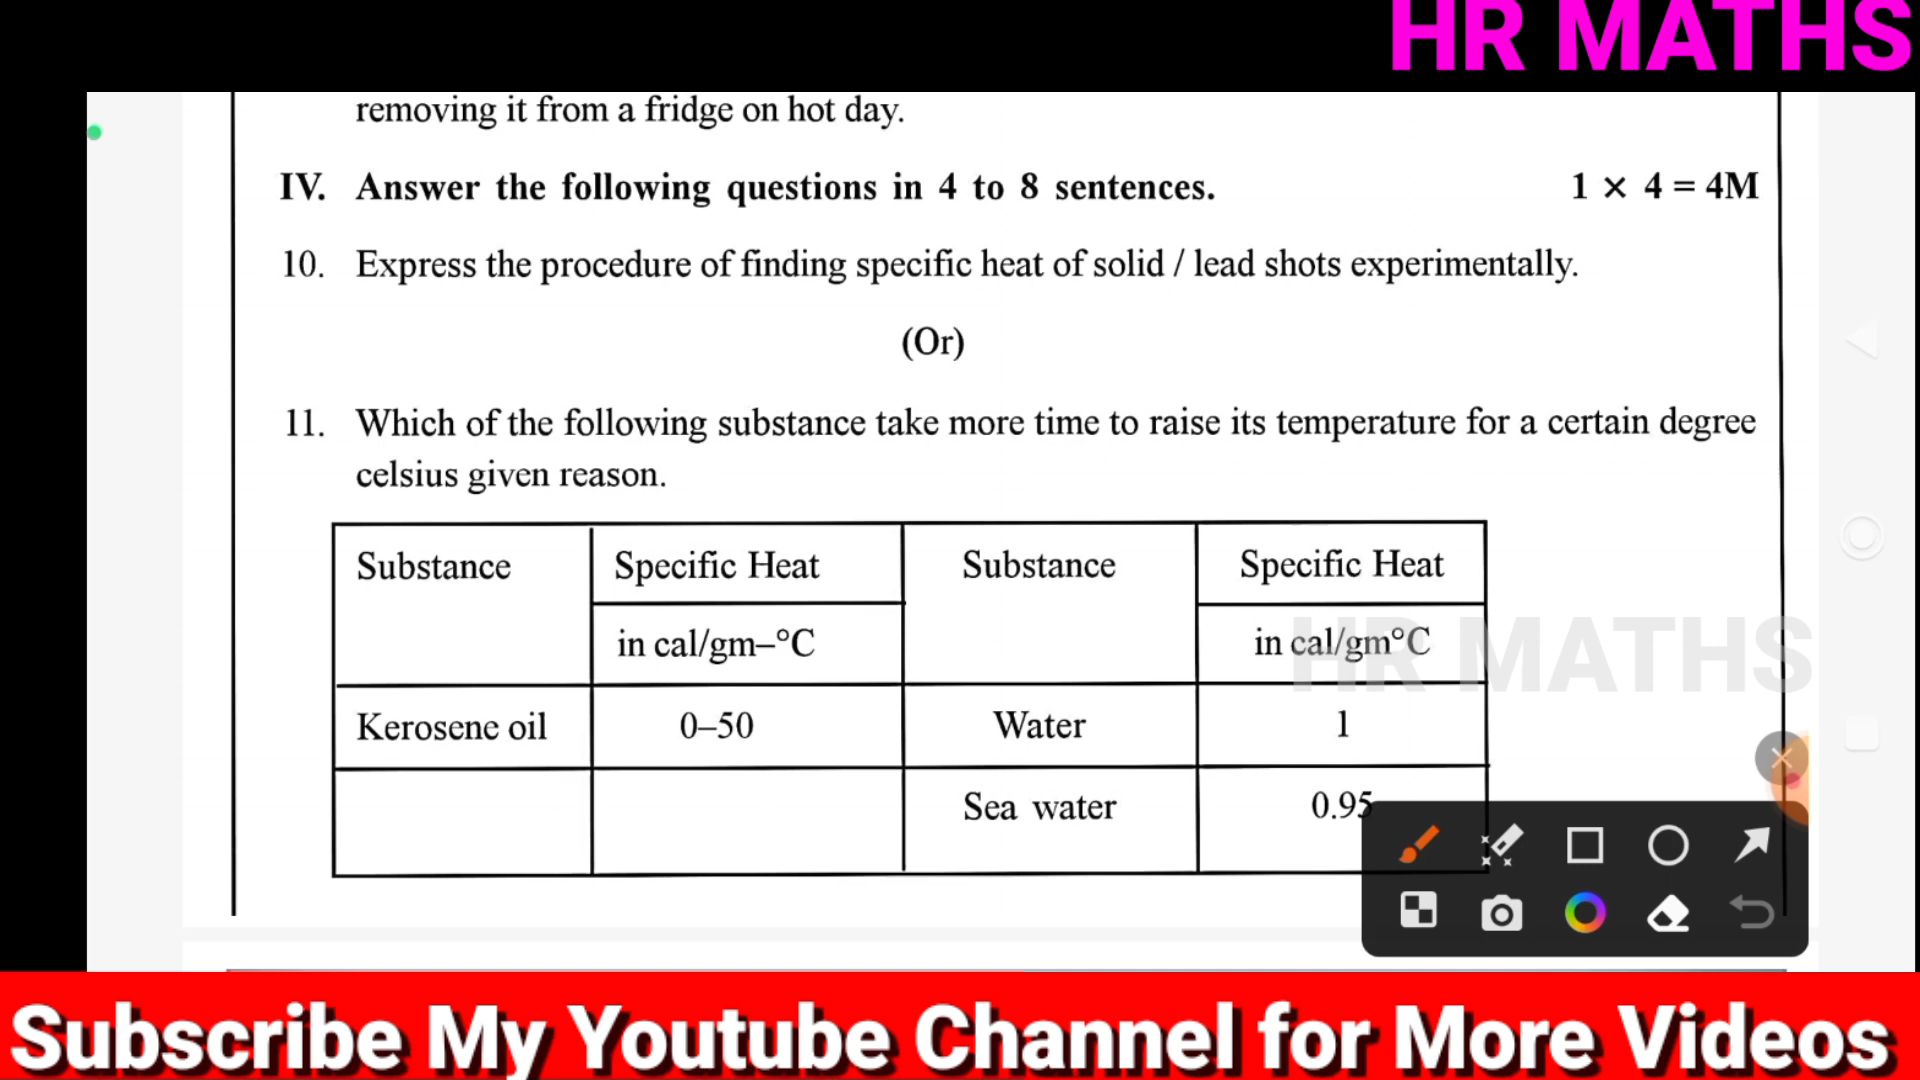 HR MATHS
removing it from a fridge on hot day.
IV. Answer the following questions in 4 to 8 sentences. 1 × 4 = 4M
10. Express the procedure of finding specific heat of solid / lead shots experimentally.
(Or)
11. Which of the following substance take more time to raise its temperature for a certain degree
celsius given reason.
Substance Specific Heat Substance Specific Heat
in cal/gm–°C in cal/gm°C
HR MATHS
Kerosene oil 0–50 Water 1
Sea water 0.95
Subscribe My Youtube Channel for More Videos